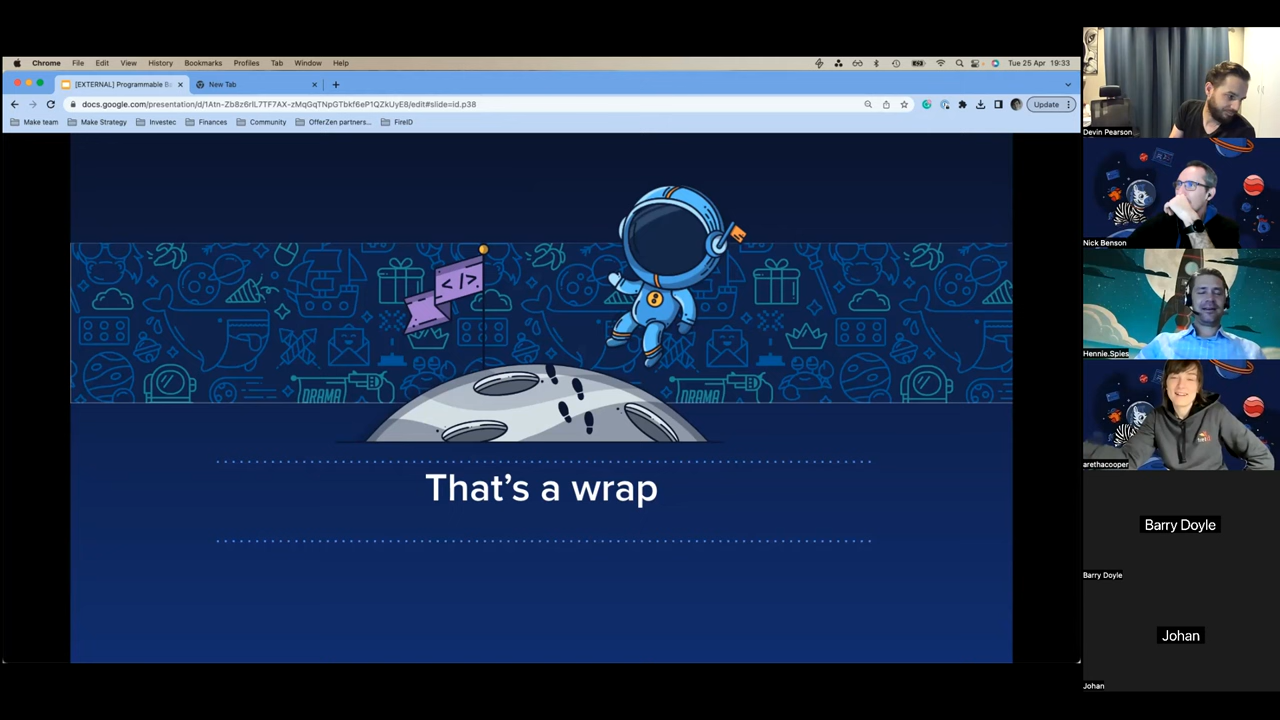 Chrome File Edit View History Bookmarks Profiles Tab Window Help Tue 25 Apr 19:33
[EXTERNAL] Programmable Ba New Tab
docs.google.com/presentation/d/1Atn-Zb8z6rlL7TF7AX-zMqGqTNpGTbkf6eP1QZkUyE8/edit#slide=id.p38 Update
Make team Make Strategy Investec Finances Community OfferZen partners... FireID
</>
DRAMA DRAMA
That's a wrap
Devin Pearson
Nick Benson
Hennie.Spies
arethacooper
Barry Doyle
Barry Doyle
Johan
Johan